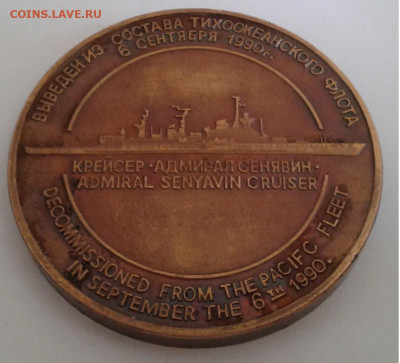 COINS.LAVE.RU
ВЫВЕДЕН ИЗ СОСТАВА ТИХООКЕАНСКОГО ФЛОТА
6 СЕНТЯБРЯ 1990г.
КРЕЙСЕР·АДМИРАЛ СЕНЯВИН·
ADMIRAL SENYAVIN CRUISER
DECOMMISSIONED FROM THE PACIFIC FLEET
IN SEPTEMBER THE 6TH 1990.